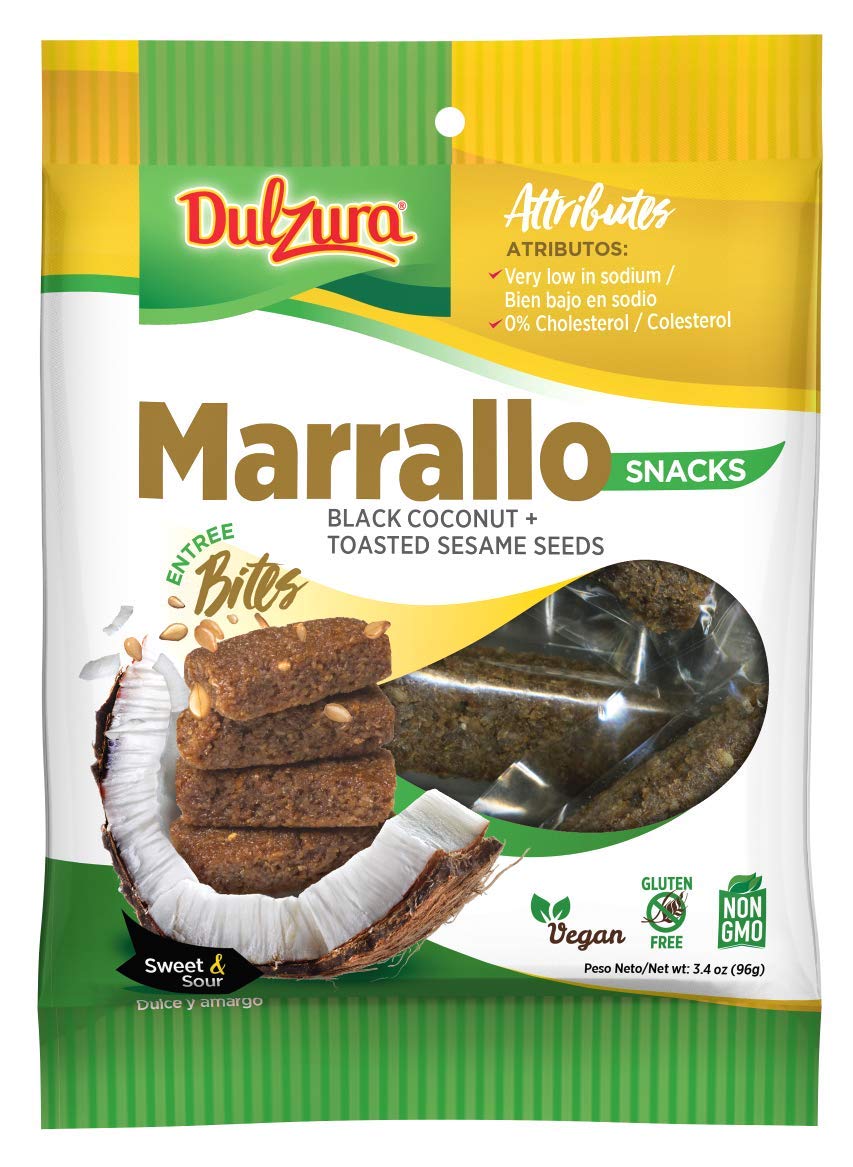 Dulzura®
Attributes
ATRIBUTOS:
Very low in sodium /
Bien bajo en sodio
0% Cholesterol / Colesterol
Marrallo
SNACKS
BLACK COCONUT +
TOASTED SESAME SEEDS
ENTREE
Bites
Vegan
GLUTEN
FREE
NON
GMO
Peso Neto/Net wt: 3.4 oz (96g)
Sweet &
Sour
Dulce y amargo